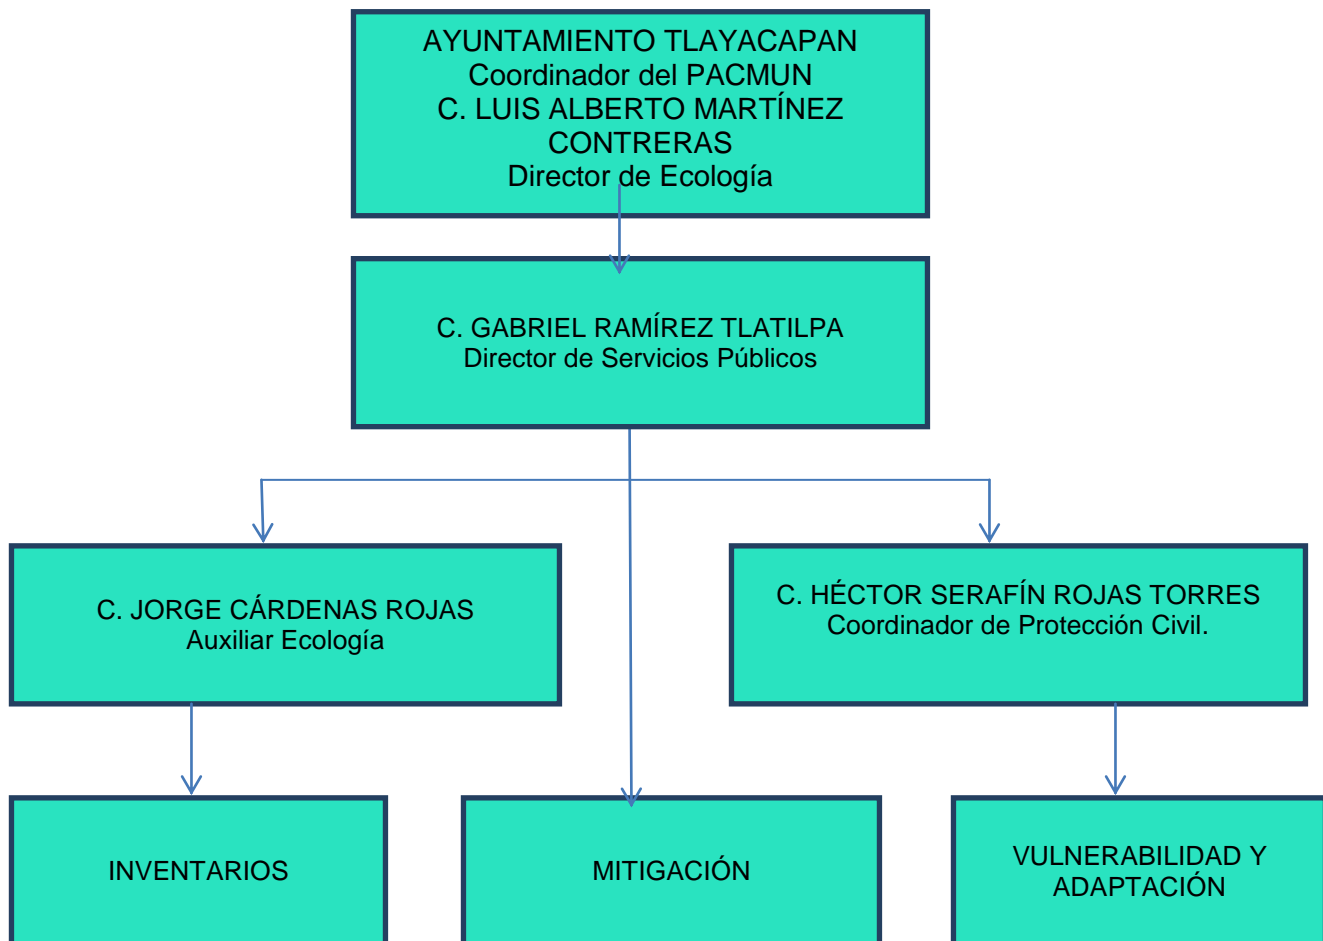 AYUNTAMIENTO TLAYACAPAN
Coordinador del PACMUN
C. LUIS ALBERTO MARTÍNEZ
CONTRERAS
Director de Ecología
C. GABRIEL RAMÍREZ TLATILPA
Director de Servicios Públicos
C. JORGE CÁRDENAS ROJAS
Auxiliar Ecología
C. HÉCTOR SERAFÍN ROJAS TORRES
Coordinador de Protección Civil.
INVENTARIOS
MITIGACIÓN
VULNERABILIDAD Y
ADAPTACIÓN